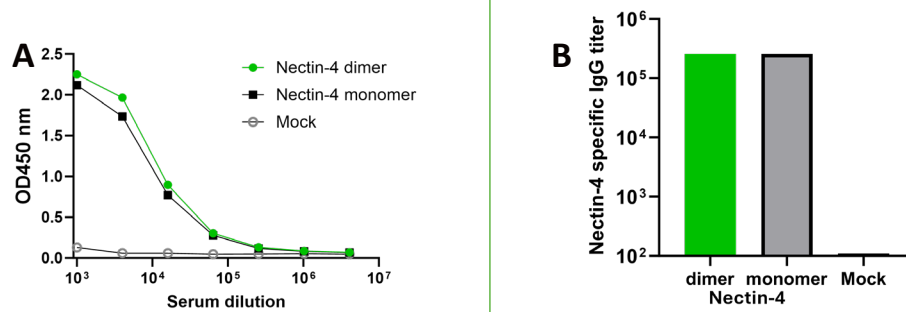 A
2.5
2.0
1.5
1.0
0.5
0.0
OD450 nm
10³ 10⁴ 10⁵ 10⁶ 10⁷
Serum dilution
Nectin-4 dimer
Nectin-4 monomer
Mock
B
10⁶
10⁵
10⁴
10³
10²
Nectin-4 specific IgG titer
dimer monomer Mock
Nectin-4